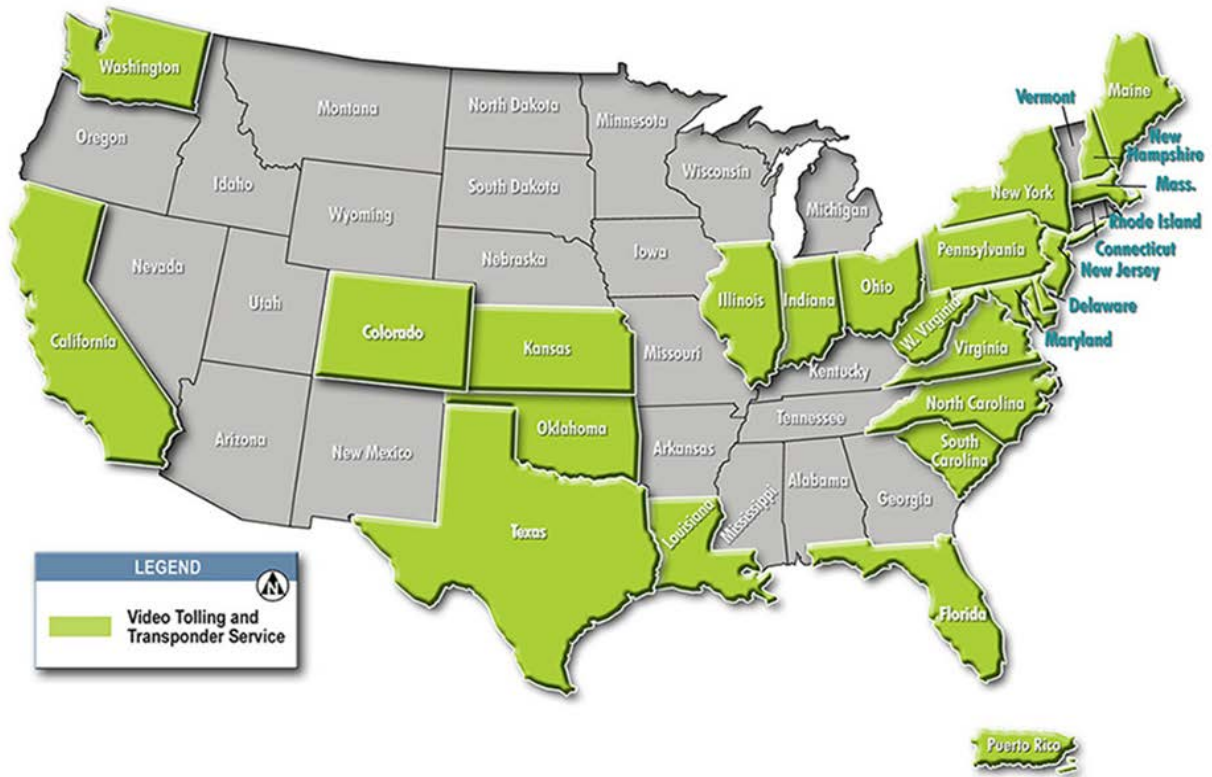 Washington
Montana
North Dakota
Minnesota
Vermont
Maine
Oregon
Idaho
South Dakota
Wisconsin
Michigan
New York
New
Hampshire
Mass.
Wyoming
Rhode Island
Connecticut
New Jersey
Nevada
Utah
Nebraska
Iowa
Illinois
Indiana
Ohio
Pennsylvania
Delaware
Maryland
California
Colorado
Kansas
Missouri
Kentucky
W. Virginia
Virginia
Arizona
New Mexico
Oklahoma
Arkansas
Tennessee
North Carolina
South
Carolina
Texas
Louisiana
Mississippi
Alabama
Georgia
Florida
LEGEND
N
Video Tolling and
Transponder Service
Puerto Rico